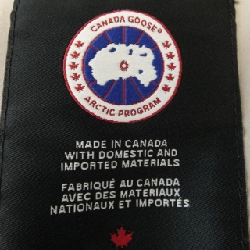 CANADA GOOSE®
ARCTIC PROGRAM
MADE IN CANADA
WITH DOMESTIC AND
IMPORTED MATERIALS
FABRIQUÉ AU CANADA
AVEC DES MATÉRIAUX
NATIONAUX ET IMPORTÉS